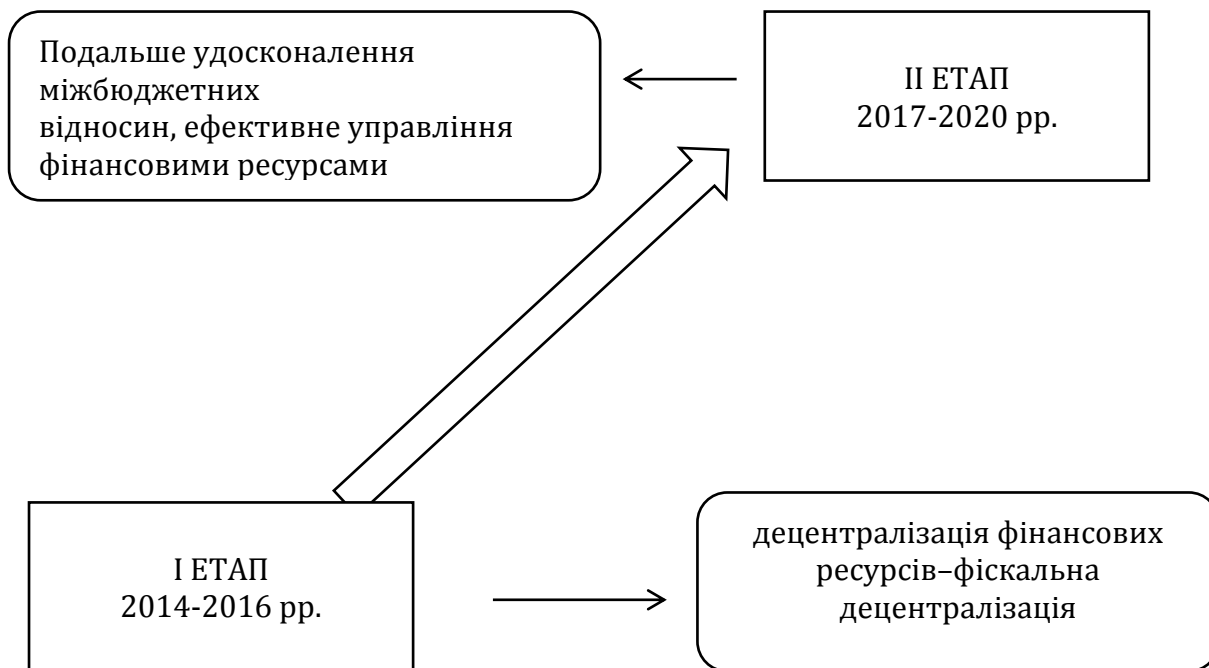 Подальше удосконалення
міжбюджетних
відносин, ефективне управління
фінансовими ресурсами
ІІ ЕТАП
2017-2020 рр.
І ЕТАП
2014-2016 рр.
децентралізація фінансових
ресурсів–фіскальна
децентралізація